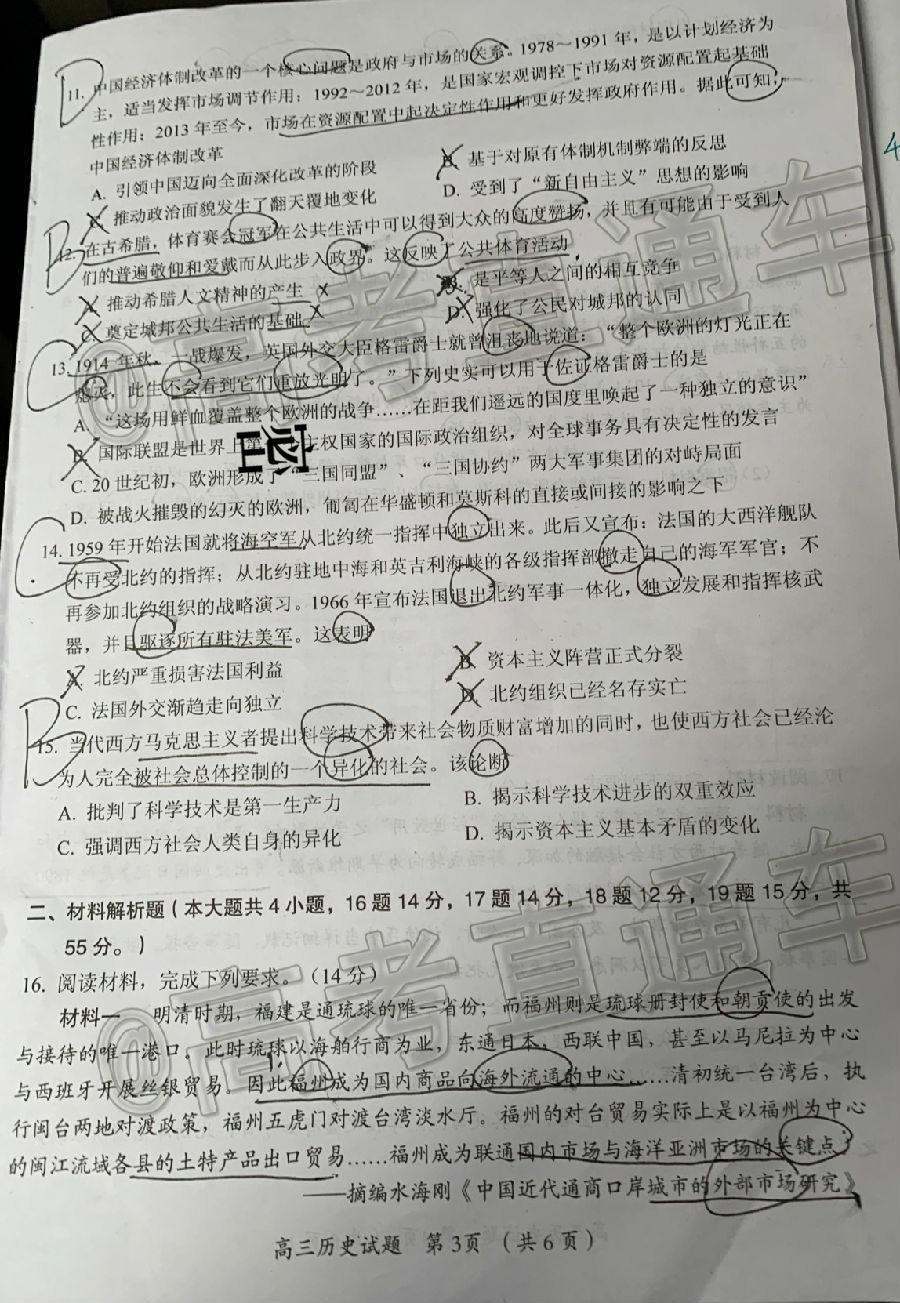 11. 中国经济体制改革的一个核心问题是政府与市场的关系。1978～1991 年，是以计划经济为
主，适当发挥市场调节作用；1992～2012 年，是国家宏观调控下市场对资源配置起基础
性作用；2013 年至今，市场在资源配置中起决定性作用和更好发挥政府作用。据此可知，
中国经济体制改革
A. 引领中国迈向全面深化改革的阶段
B. 基于对原有体制机制弊端的反思
C. 推动政治面貌发生了翻天覆地变化
D. 受到了“新自由主义”思想的影响
12. 在古希腊，体育赛会冠军在公共生活中可以得到大众的高度赞扬，并且有可能由于受到人
们的普遍敬仰和爱戴而从此步入政界。这反映了公共体育活动
A. 推动希腊人文精神的产生
B. 是平等人之间的相互竞争
C. 奠定城邦公共生活的基础
D. 强化了公民对城邦的认同
13. 1914 年秋。一战爆发，英国外交大臣格雷爵士就曾沮丧地说道：“整个欧洲的灯光正在
熄灭，此生不会看到它们重放光明了。”下列史实可以用于佐证格雷爵士的是
A. “这场用鲜血覆盖整个欧洲的战争……在距我们遥远的国度里唤起了一种独立的意识”
B. 国际联盟是世界上第一个主权国家的国际政治组织，对全球事务具有决定性的发言
C. 20 世纪初，欧洲形成了“三国同盟”、“三国协约”两大军事集团的对峙局面
D. 被战火摧毁的幻灭的欧洲，匍匐在华盛顿和莫斯科的直接或间接的影响之下
14. 1959 年开始法国就将海空军从北约统一指挥中独立出来。此后又宣布：法国的大西洋舰队
不再受北约的指挥；从北约驻地中海和英吉利海峡的各级指挥部撤走自己的海军军官；不
再参加北约组织的战略演习。1966 年宣布法国退出北约军事一体化，独立发展和指挥核武
器，并且驱逐所有驻法美军。这表明
A. 北约严重损害法国利益
B. 资本主义阵营正式分裂
C. 法国外交渐趋走向独立
D. 北约组织已经名存实亡
15. 当代西方马克思主义者提出科学技术带来社会物质财富增加的同时，也使西方社会已经沦
为人完全被社会总体控制的一个异化的社会。该论断
A. 批判了科学技术是第一生产力
B. 揭示科学技术进步的双重效应
C. 强调西方社会人类自身的异化
D. 揭示资本主义基本矛盾的变化
二、材料解析题（本大题共 4 小题，16 题 14 分，17 题 14 分，18 题 12 分，19 题 15 分，共
55 分。）
16. 阅读材料，完成下列要求。（14 分）
材料一 明清时期，福建是通琉球的唯一省份；而福州则是琉球册封使和朝贡使的出发
与接待的唯一港口。此时琉球以海舶行商为业，东通日本，西联中国，甚至以马尼拉为中心
与西班牙开展丝银贸易。因此福州成为国内商品向海外流通的中心……清初统一台湾后，执
行闽台两地对渡政策，福州五虎门对渡台湾淡水厅。福州的对台贸易实际上是以福州为中心
的闽江流域各县的土特产品出口贸易……福州成为联通国内市场与海洋亚洲市场的关键点。
——摘编水海刚《中国近代通商口岸城市的外部市场研究》
高三历史试题 第 3页 （共 6 页）
D
B
C
C
B
密
@高考直通车
@高考直通车